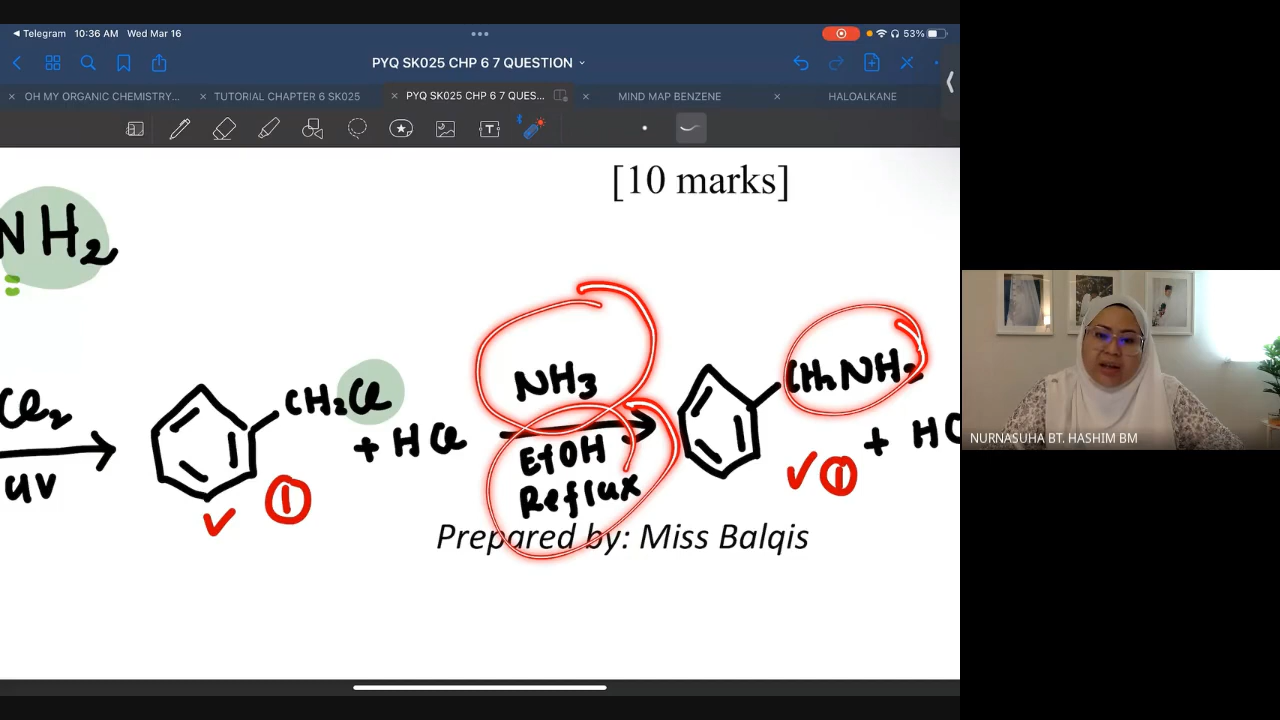 Telegram 10:36 AM Wed Mar 16
53%
PYQ SK025 CHP 6 7 QUESTION
OH MY ORGANIC CHEMISTRY...
TUTORIAL CHAPTER 6 SK025
PYQ SK025 CHP 6 7 QUES...
MIND MAP BENZENE
HALOALKANE
[10 marks]
NH2
Cl2
UV
CH2Cl
+ HCl
NH3
EtOH
Reflux
CH2NH2
+ HC
1
1
Prepared by: Miss Balqis
NURNASUHA BT. HASHIM BM